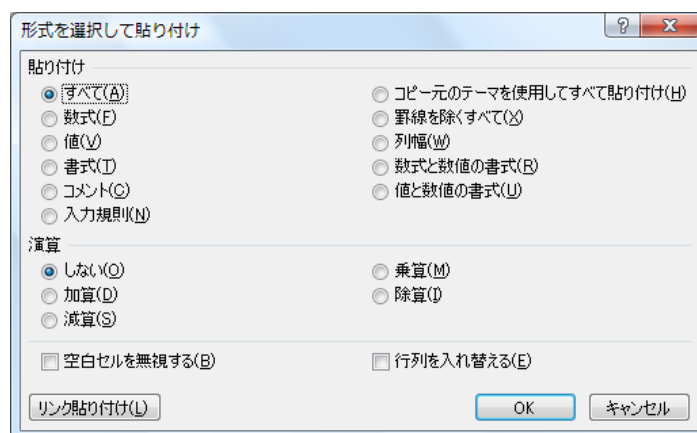 形式を選択して貼り付け
貼り付け
すべて(A)
コピー元のテーマを使用してすべて貼り付け(H)
数式(F)
罫線を除くすべて(X)
値(V)
列幅(W)
書式(T)
数式と数値の書式(R)
コメント(C)
値と数値の書式(U)
入力規則(N)
演算
しない(O)
乗算(M)
加算(D)
除算(I)
減算(S)
空白セルを無視する(B)
行列を入れ替える(E)
リンク貼り付け(L)
OK
キャンセル